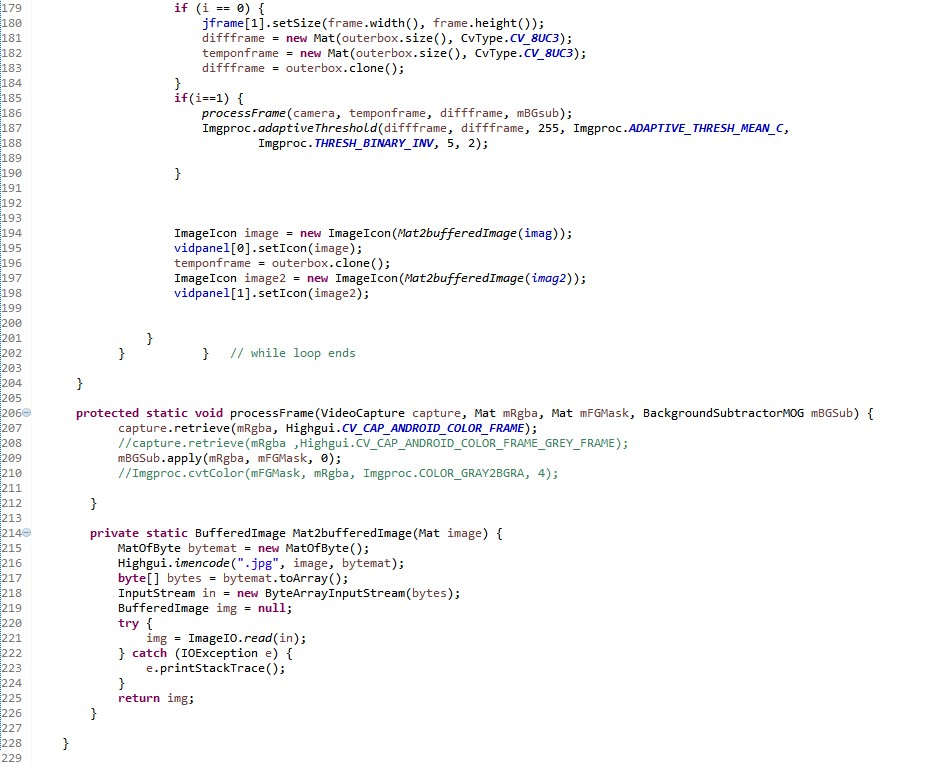 179 if (i == 0) {
180 jframe[1].setSize(frame.width(), frame.height());
181 diffframe = new Mat(outerbox.size(), CvType.CV_8UC3);
182 temponframe = new Mat(outerbox.size(), CvType.CV_8UC3);
183 diffframe = outerbox.clone();
184 }
185 if(i==1) {
186 processFrame(camera, temponframe, diffframe, mBGsub);
187 Imgproc.adaptiveThreshold(diffframe, diffframe, 255, Imgproc.ADAPTIVE_THRESH_MEAN_C,
188 Imgproc.THRESH_BINARY_INV, 5, 2);
189
190 }
191
192
193
194 ImageIcon image = new ImageIcon(Mat2bufferedImage(imag));
195 vidpanel[0].setIcon(image);
196 temponframe = outerbox.clone();
197 ImageIcon image2 = new ImageIcon(Mat2bufferedImage(imag2));
198 vidpanel[1].setIcon(image2);
199
200
201 }
202 } } // while loop ends
203
204 }
205
206 protected static void processFrame(VideoCapture capture, Mat mRgba, Mat mFGMask, BackgroundSubtractorMOG mBGSub) {
207 capture.retrieve(mRgba, Highgui.CV_CAP_ANDROID_COLOR_FRAME);
208 //capture.retrieve(mRgba ,Highgui.CV_CAP_ANDROID_COLOR_FRAME_GREY_FRAME);
209 mBGSub.apply(mRgba, mFGMask, 0);
210 //Imgproc.cvtColor(mFGMask, mRgba, Imgproc.COLOR_GRAY2BGRA, 4);
211
212 }
213
214 private static BufferedImage Mat2bufferedImage(Mat image) {
215 MatOfByte bytemat = new MatOfByte();
216 Highgui.imencode(".jpg", image, bytemat);
217 byte[] bytes = bytemat.toArray();
218 InputStream in = new ByteArrayInputStream(bytes);
219 BufferedImage img = null;
220 try {
221 img = ImageIO.read(in);
222 } catch (IOException e) {
223 e.printStackTrace();
224 }
225 return img;
226 }
227
228 }
229